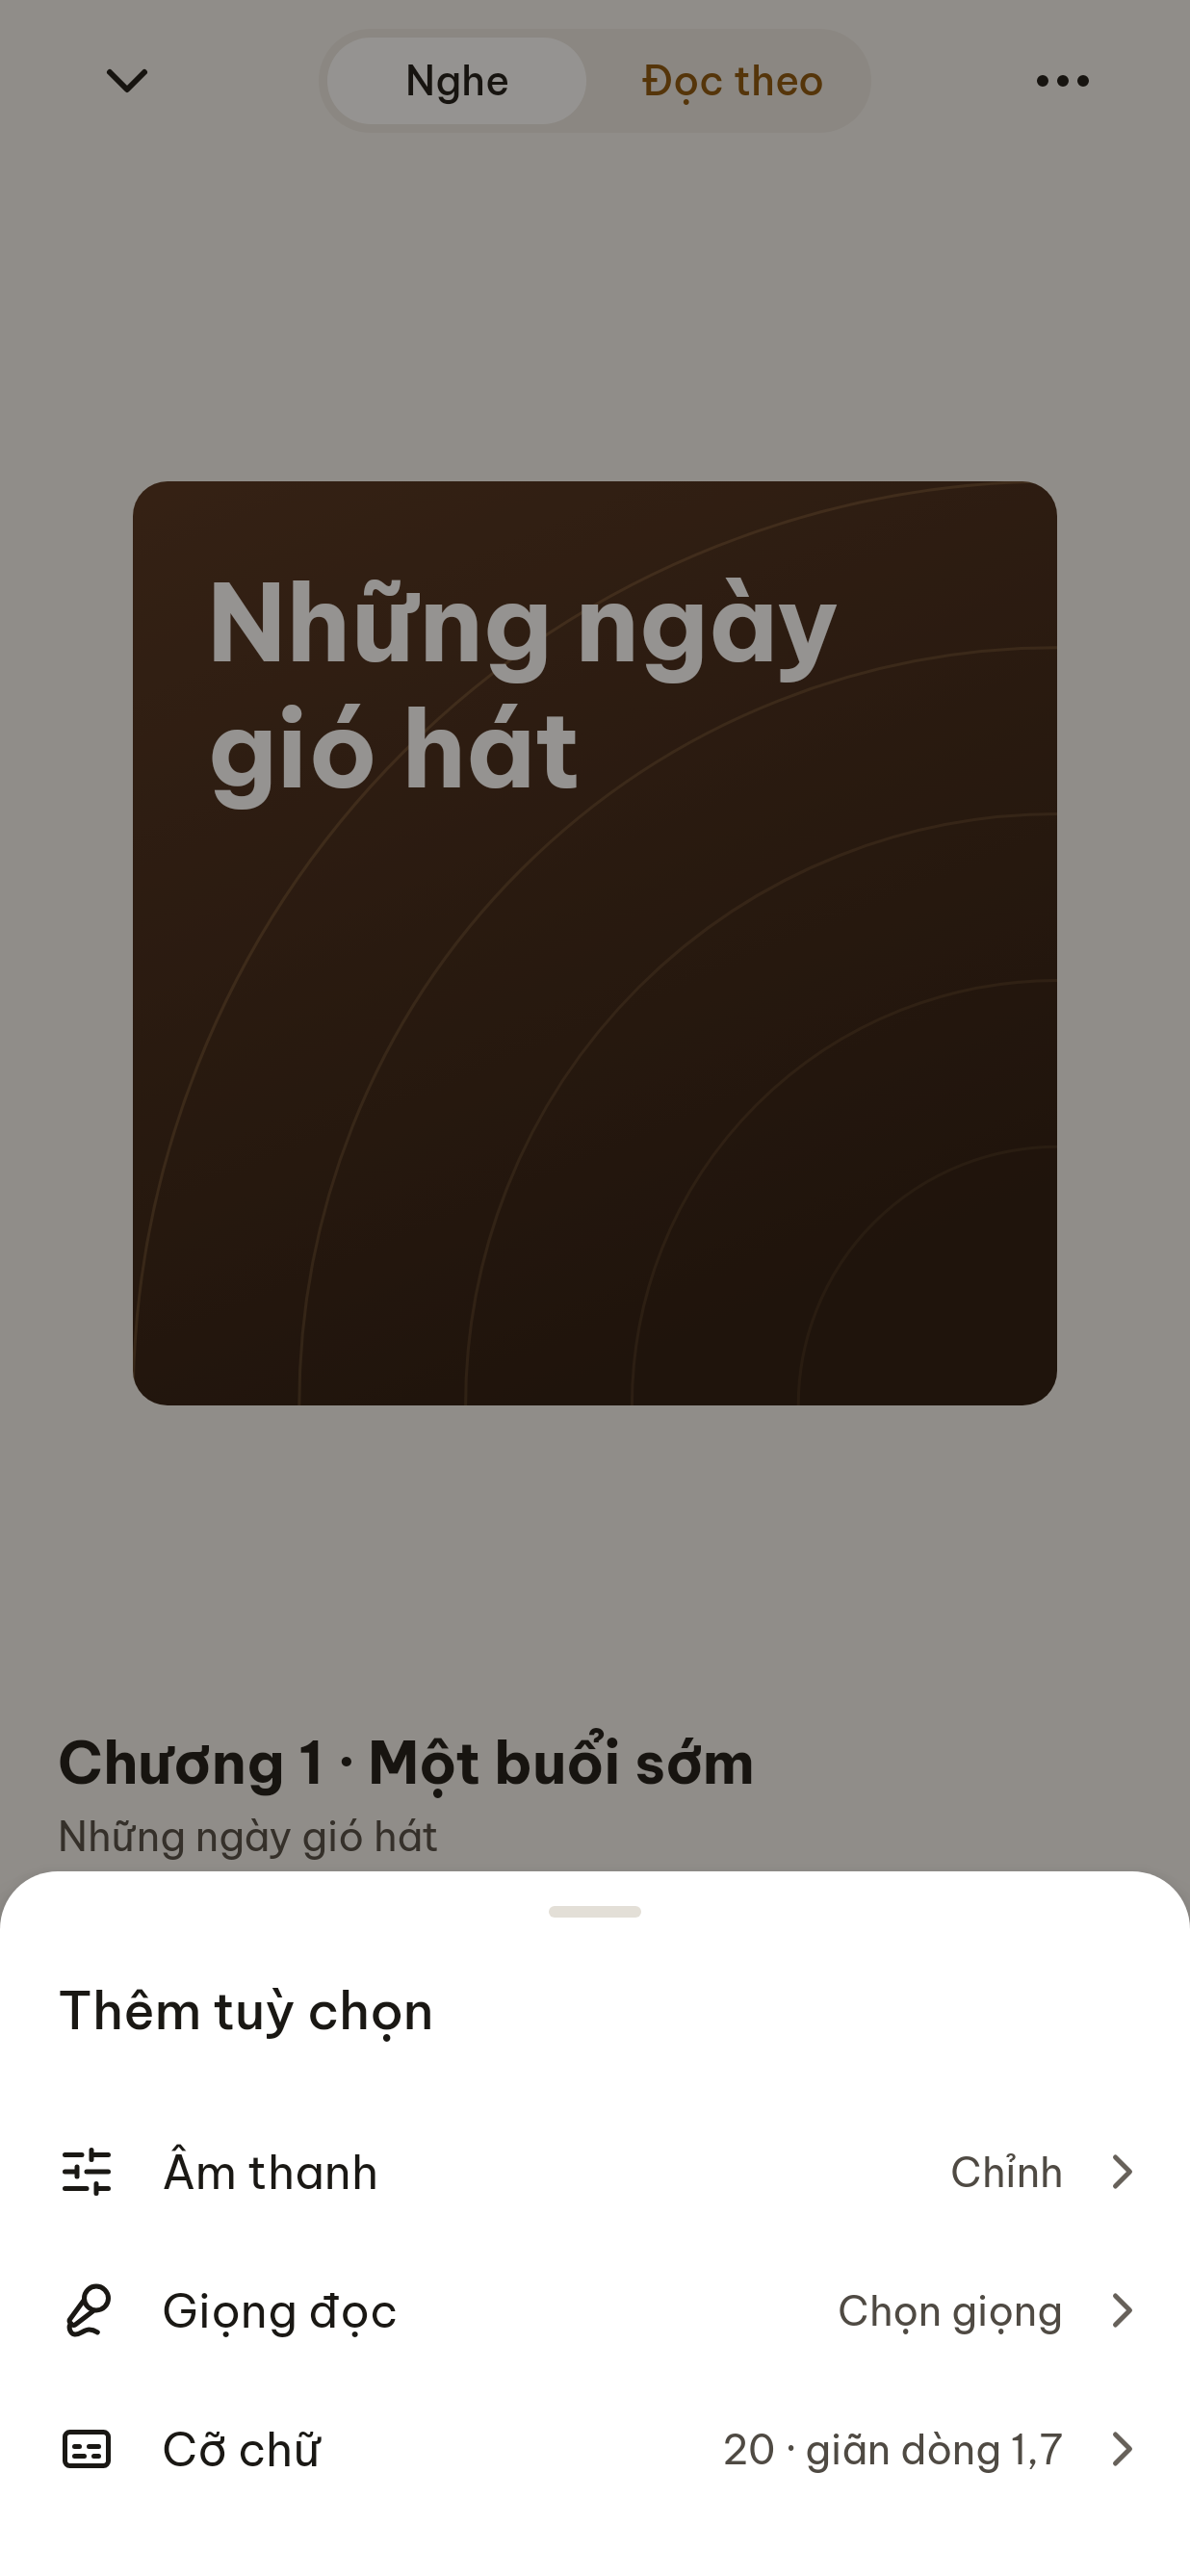 Nghe
Đọc theo
Những ngày
gió hát
Chương 1 · Một buổi sớm
Những ngày gió hát
Thêm tuỳ chọn
Âm thanh
Chỉnh
Giọng đọc
Chọn giọng
Cỡ chữ
20 · giãn dòng 1,7